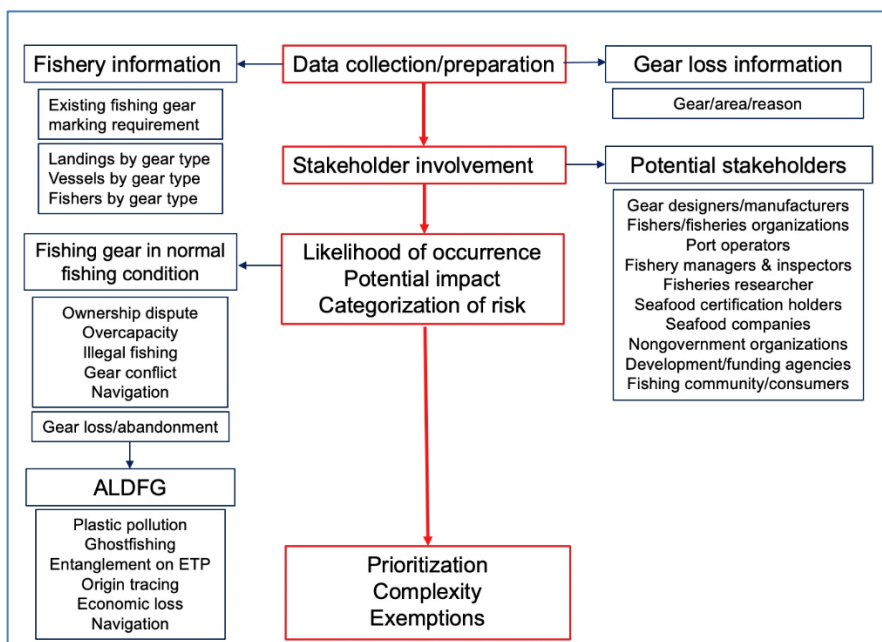 Fishery information
Data collection/preparation
Gear loss information
Existing fishing gear
marking requirement
Gear/area/reason
Landings by gear type
Vessels by gear type
Fishers by gear type
Stakeholder involvement
Potential stakeholders
Gear designers/manufacturers
Fishers/fisheries organizations
Port operators
Fishery managers & inspectors
Fisheries researcher
Seafood certification holders
Seafood companies
Nongovernment organizations
Development/funding agencies
Fishing community/consumers
Fishing gear in normal
fishing condition
Likelihood of occurrence
Potential impact
Categorization of risk
Ownership dispute
Overcapacity
Illegal fishing
Gear conflict
Navigation
Gear loss/abandonment
ALDFG
Plastic pollution
Ghostfishing
Entanglement on ETP
Origin tracing
Economic loss
Navigation
Prioritization
Complexity
Exemptions